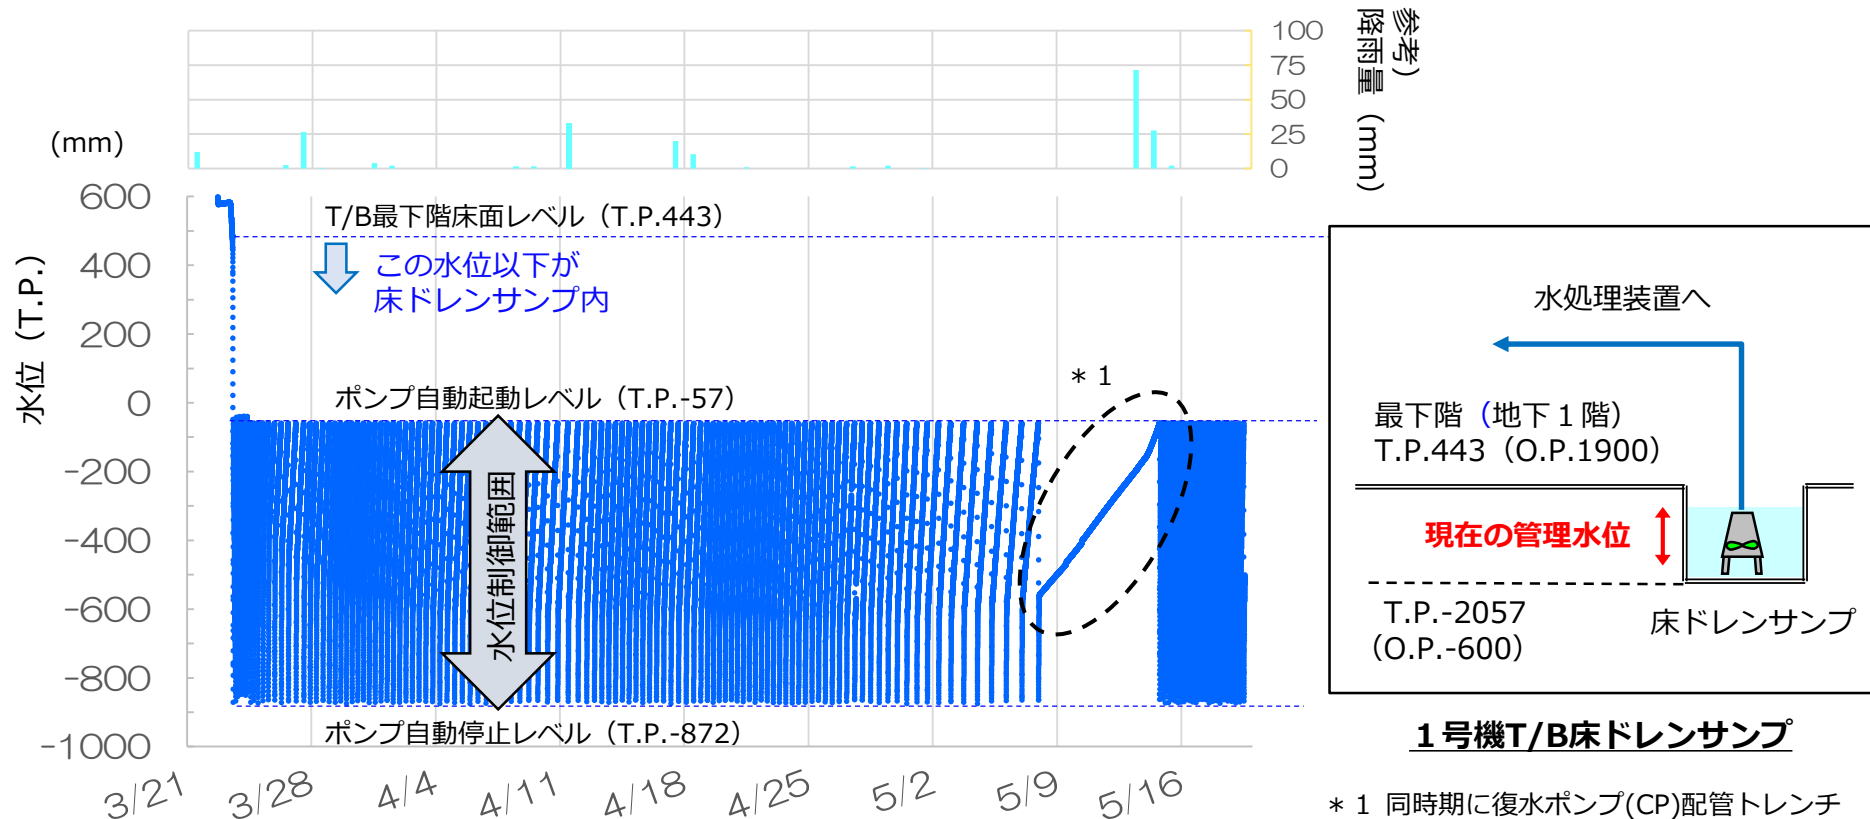 100
75
50
25
0
参考)
降雨量（mm）
(mm)
600
400
200
0
-200
-400
-600
-800
-1000
水位（T.P.）
T/B最下階床面レベル（T.P.443）
この水位以下が
床ドレンサンプ内
ポンプ自動起動レベル（T.P.-57）
水位制御範囲
＊1
ポンプ自動停止レベル（T.P.-872）
3/21
3/28
4/4
4/11
4/18
4/25
5/2
5/9
5/16
水処理装置へ
最下階（地下１階）
T.P.443（O.P.1900）
現在の管理水位
T.P.-2057
（O.P.-600）
床ドレンサンプ
１号機T/B床ドレンサンプ
＊1 同時期に復水ポンプ(CP)配管トレンチ